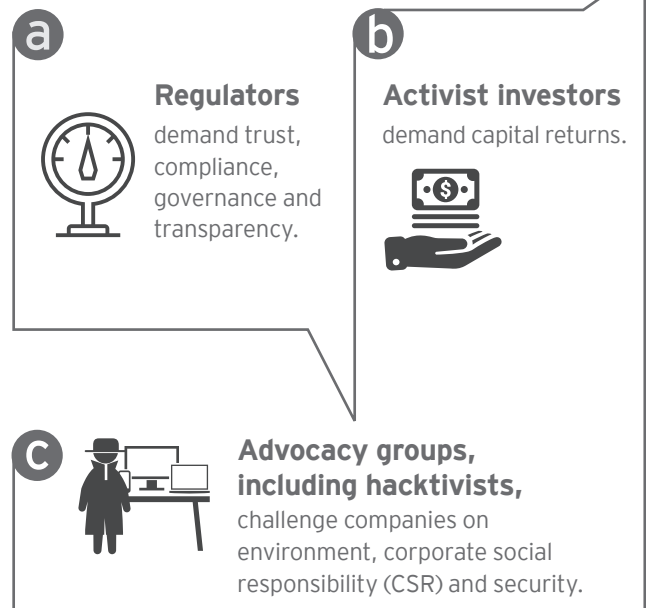 a
Regulators
demand trust,
compliance,
governance and
transparency.
b
Activist investors
demand capital returns.
$
c
Advocacy groups,
including hacktivists,
challenge companies on
environment, corporate social
responsibility (CSR) and security.